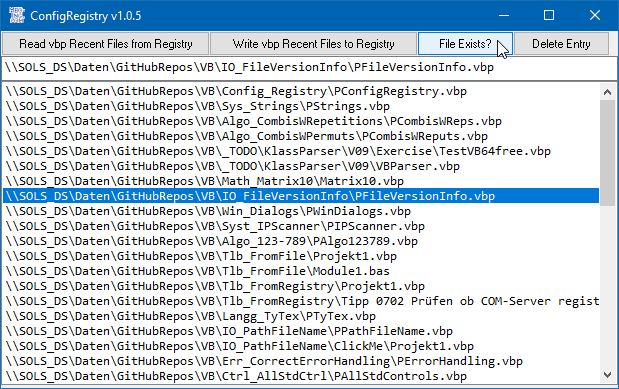 ConfigRegistry v1.0.5
Read vbp Recent Files from Registry Write vbp Recent Files to Registry File Exists? Delete Entry
\\SOLS_DS\Daten\GitHubRepos\VB\IO_FileVersionInfo\PFileVersionInfo.vbp
\\SOLS_DS\Daten\GitHubRepos\VB\Config_Registry\PConfigRegistry.vbp
\\SOLS_DS\Daten\GitHubRepos\VB\Sys_Strings\PStrings.vbp
\\SOLS_DS\Daten\GitHubRepos\VB\Algo_CombisWRepetitions\PCombisWReps.vbp
\\SOLS_DS\Daten\GitHubRepos\VB\Algo_CombisWPermuts\PCombisWReputs.vbp
\\SOLS_DS\Daten\GitHubRepos\VB\_TODO\KlassParser\V09\Exercise\TestVB64free.vbp
\\SOLS_DS\Daten\GitHubRepos\VB\_TODO\KlassParser\V09\VBParser.vbp
\\SOLS_DS\Daten\GitHubRepos\VB\Math_Matrix10\Matrix10.vbp
\\SOLS_DS\Daten\GitHubRepos\VB\IO_FileVersionInfo\PFileVersionInfo.vbp
\\SOLS_DS\Daten\GitHubRepos\VB\Win_Dialogs\PWinDialogs.vbp
\\SOLS_DS\Daten\GitHubRepos\VB\Syst_IPScanner\PIPScanner.vbp
\\SOLS_DS\Daten\GitHubRepos\VB\Algo_123-789\PAlgo123789.vbp
\\SOLS_DS\Daten\GitHubRepos\VB\Tlb_FromFile\Projekt1.vbp
\\SOLS_DS\Daten\GitHubRepos\VB\Tlb_FromFile\Module1.bas
\\SOLS_DS\Daten\GitHubRepos\VB\Tlb_FromRegistry\Projekt1.vbp
\\SOLS_DS\Daten\GitHubRepos\VB\Tlb_FromRegistry\Tipp 0702 Prüfen ob COM-Server regist
\\SOLS_DS\Daten\GitHubRepos\VB\Langg_TyTex\PTyTex.vbp
\\SOLS_DS\Daten\GitHubRepos\VB\IO_PathFileName\PPathFileName.vbp
\\SOLS_DS\Daten\GitHubRepos\VB\IO_PathFileName\ClickMe\Projekt1.vbp
\\SOLS_DS\Daten\GitHubRepos\VB\Err_CorrectErrorHandling\PErrorHandling.vbp
\\SOLS_DS\Daten\GitHubRepos\VB\Ctrl_AllStdCtrl\PAllStdControls.vbp